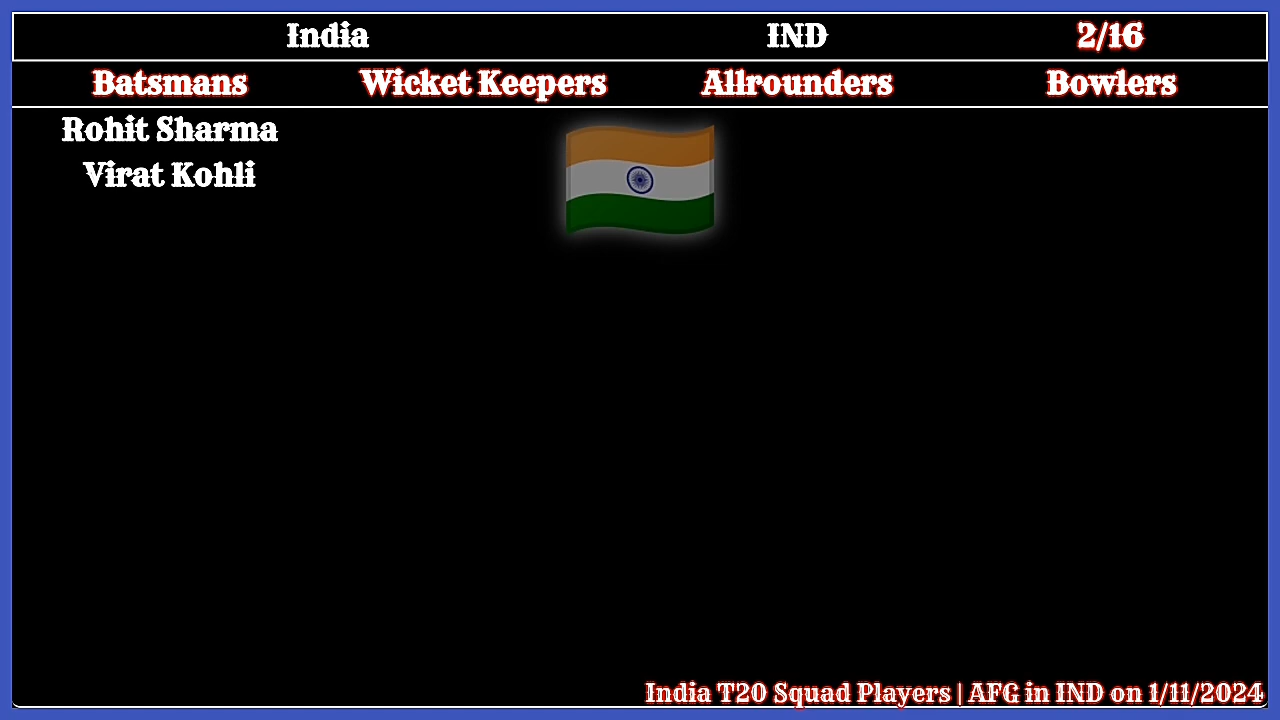 India IND 2/16
Batsmans Wicket Keepers Allrounders Bowlers
Rohit Sharma
Virat Kohli
India T20 Squad Players | AFG in IND on 1/11/2024